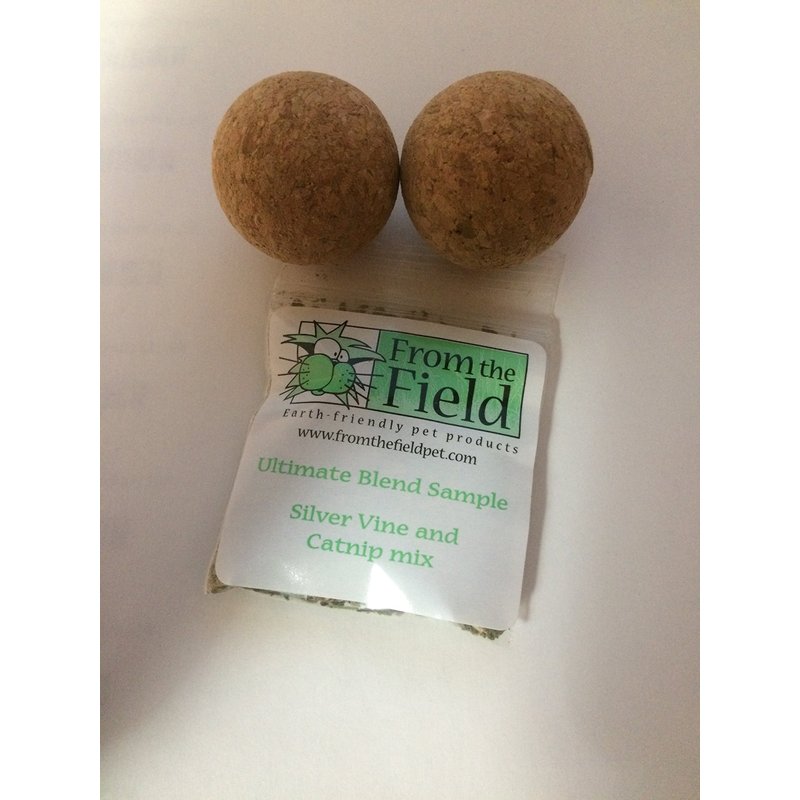 From the
Field
Earth-friendly pet products
www.fromthefieldpet.com
Ultimate Blend Sample
Silver Vine and
Catnip mix